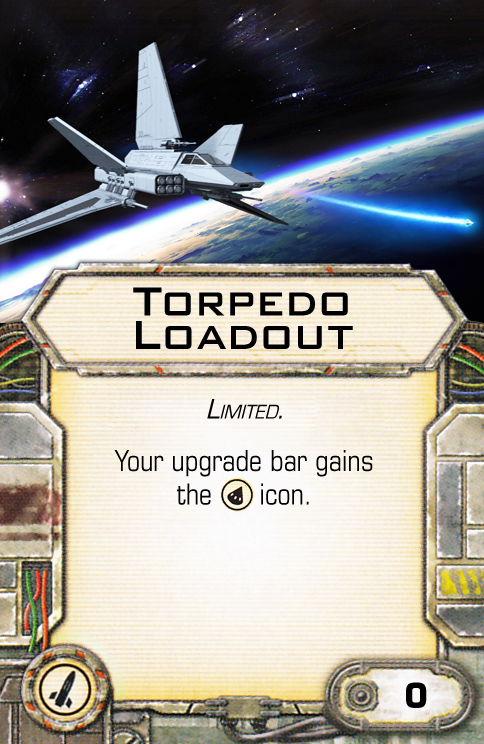 Torpedo
Loadout
Limited.
Your upgrade bar gains
the icon.
0